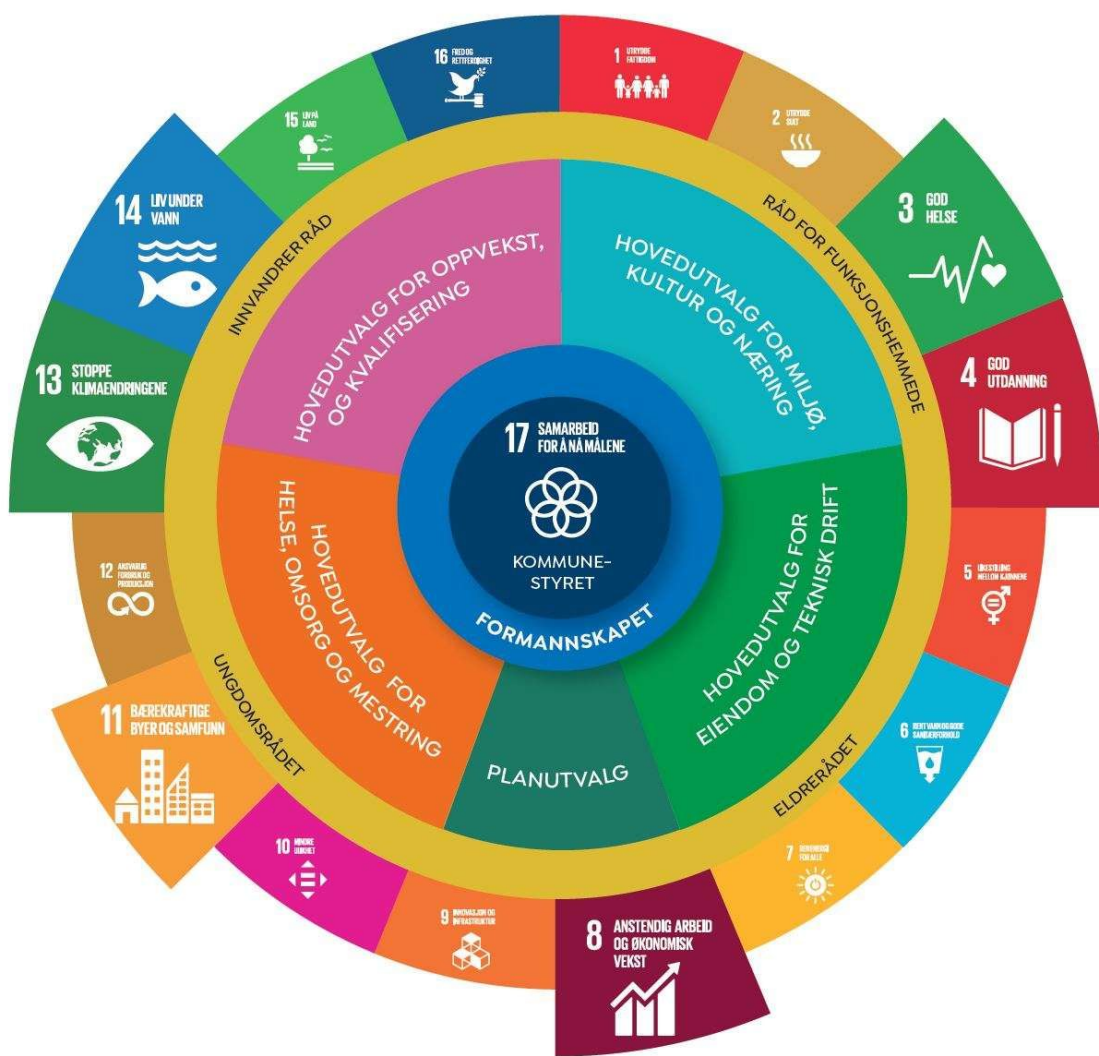 16 FRED OG
RETTFERDIGHET
1 UTRYDDE
FATTIGDOM
2 UTRYDDE
SULT
3 GOD
HELSE
4 GOD
UTDANNING
5 LIKESTILLING
MELLOM KJØNNENE
6 RENT VANN OG GODE
SANITÆRFORHOLD
7 RENENERGI
FOR ALLE
8 ANSTENDIG ARBEID
OG ØKONOMISK
VEKST
9 INNOVASJON OG
INFRASTRUKTUR
10 MINDRE
ULIKHET
11 BÆREKRAFTIGE
BYER OG SAMFUNN
12 ANSVARLIG
FORBRUK OG
PRODUKSJON
13 STOPPE
KLIMAENDRINGENE
14 LIV UNDER
VANN
15 LIV PÅ
LAND
INNVANDRER RÅD
RÅD FOR FUNKSJONSHEMMEDE
ELDRERÅDET
UNGDOMSRÅDET
HOVEDUTVALG FOR OPPVEKST,
OG KVALIFISERING
HOVEDUTVALG FOR MILJØ,
KULTUR OG NÆRING
HOVEDUTVALG FOR
EIENDOM OG TEKNISK DRIFT
PLANUTVALG
HOVEDUTVALG FOR
HELSE, OMSORG OG MESTRING
17 SAMARBEID
FOR Å NÅ MÅLENE
KOMMUNE-
STYRET
FORMANNSKAPET